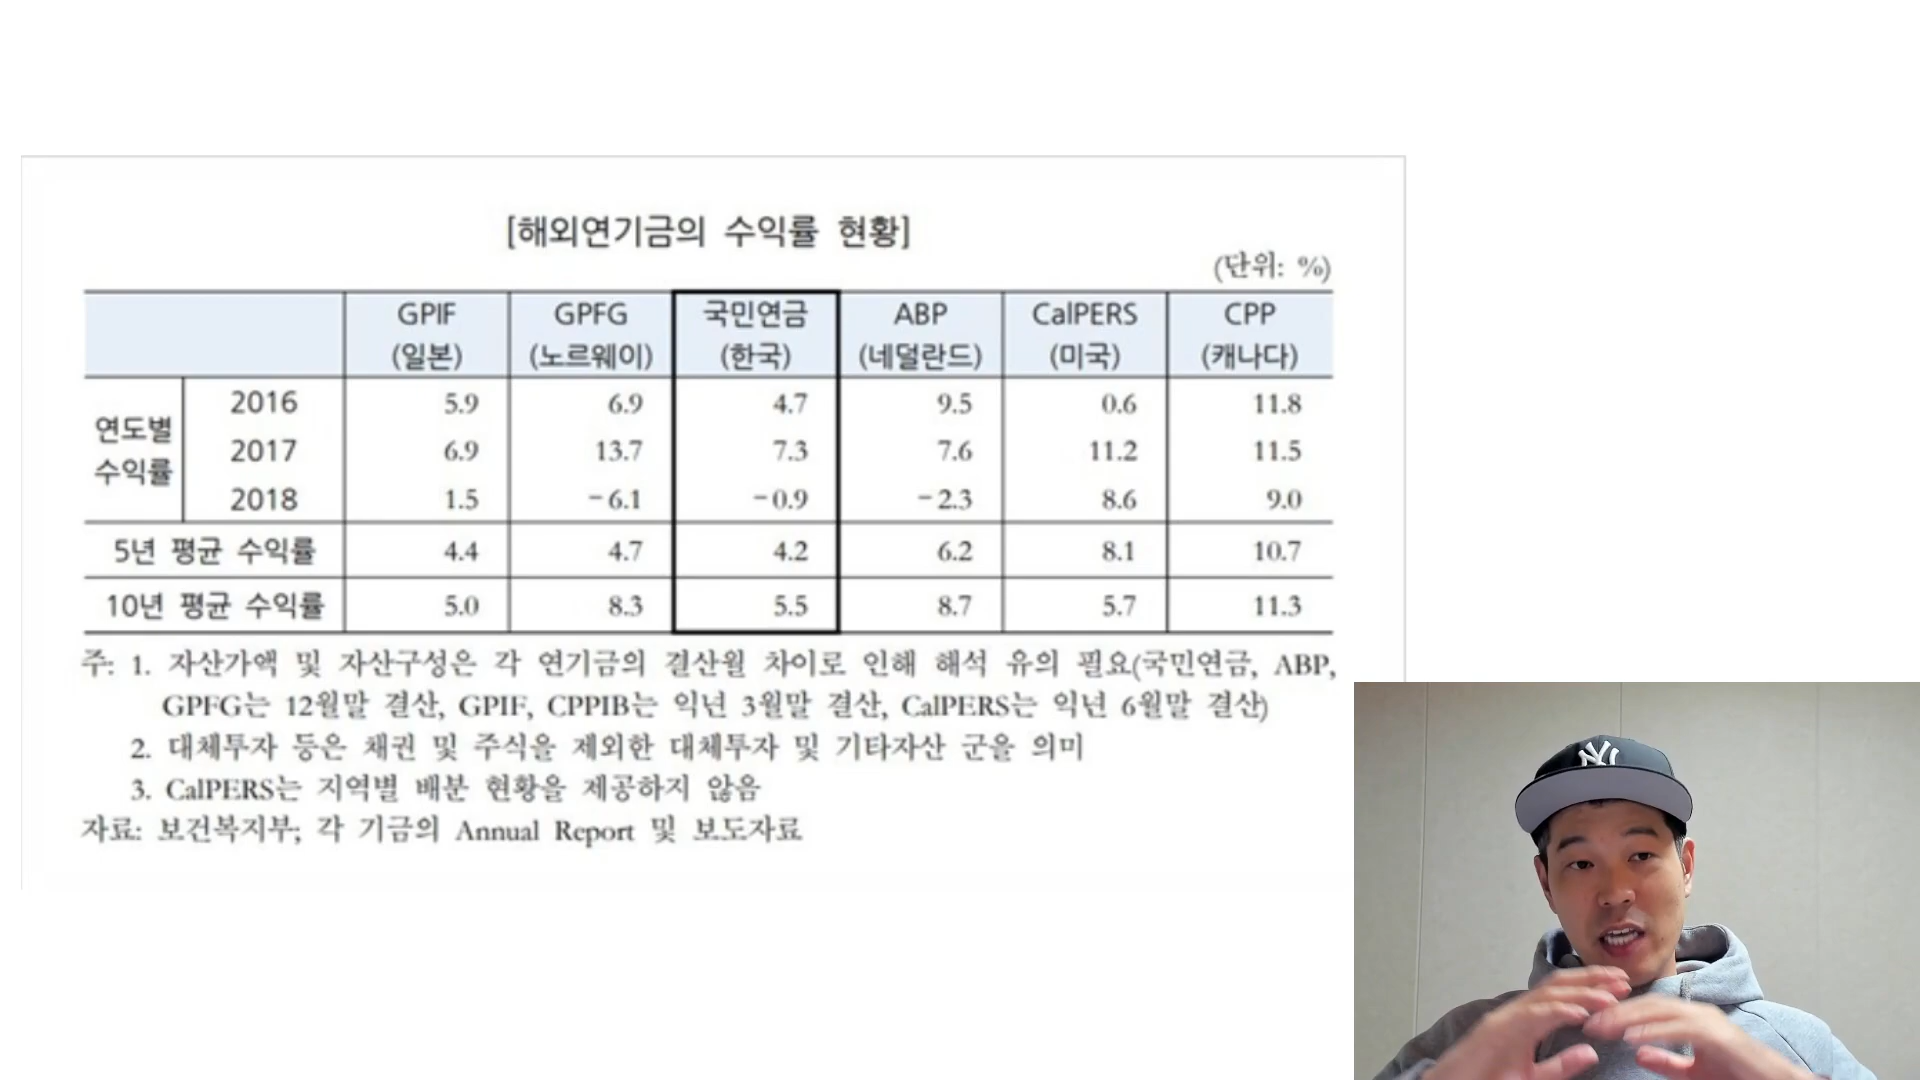 [해외연기금의 수익률 현황]
(단위: %)
GPIF GPFG 국민연금 ABP CalPERS CPP
(일본) (노르웨이) (한국) (네덜란드) (미국) (캐나다)
연도별 수익률
2016 5.9 6.9 4.7 9.5 0.6 11.8
2017 6.9 13.7 7.3 7.6 11.2 11.5
2018 1.5 -6.1 -0.9 -2.3 8.6 9.0
5년 평균 수익률 4.4 4.7 4.2 6.2 8.1 10.7
10년 평균 수익률 5.0 8.3 5.5 8.7 5.7 11.3
주: 1. 자산가액 및 자산구성은 각 연기금의 결산월 차이로 인해 해석 유의 필요(국민연금, ABP,
GPFG는 12월말 결산, GPIF, CPPIB는 익년 3월말 결산, CalPERS는 익년 6월말 결산)
2. 대체투자 등은 채권 및 주식을 제외한 대체투자 및 기타자산 군을 의미
3. CalPERS는 지역별 배분 현황을 제공하지 않음
자료: 보건복지부; 각 기금의 Annual Report 및 보도자료
NY